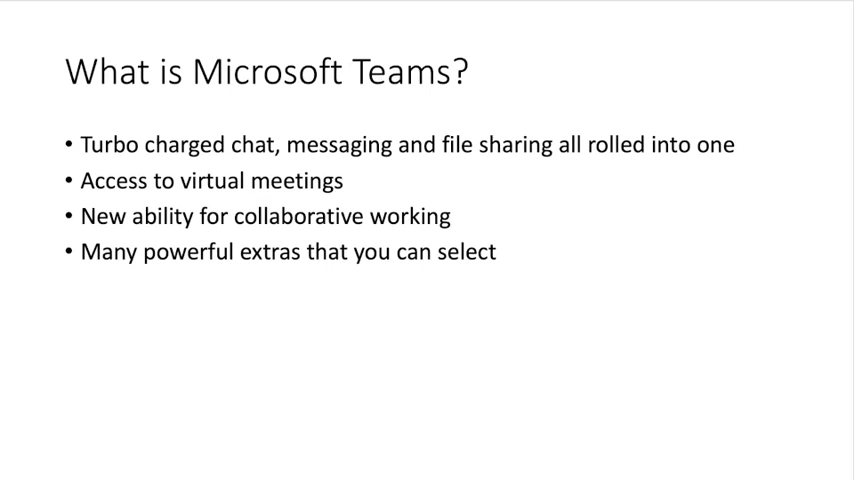 What is Microsoft Teams?
• Turbo charged chat, messaging and file sharing all rolled into one
• Access to virtual meetings
• New ability for collaborative working
• Many powerful extras that you can select